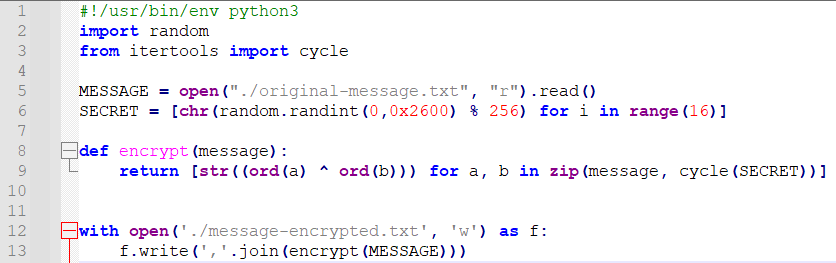 1 #!/usr/bin/env python3
2 import random
3 from itertools import cycle
4
5 MESSAGE = open("./original-message.txt", "r").read()
6 SECRET = [chr(random.randint(0,0x2600) % 256) for i in range(16)]
7
8 def encrypt(message):
9     return [str((ord(a) ^ ord(b))) for a, b in zip(message, cycle(SECRET))]
10
11
12 with open('./message-encrypted.txt', 'w') as f:
13     f.write(','.join(encrypt(MESSAGE)))